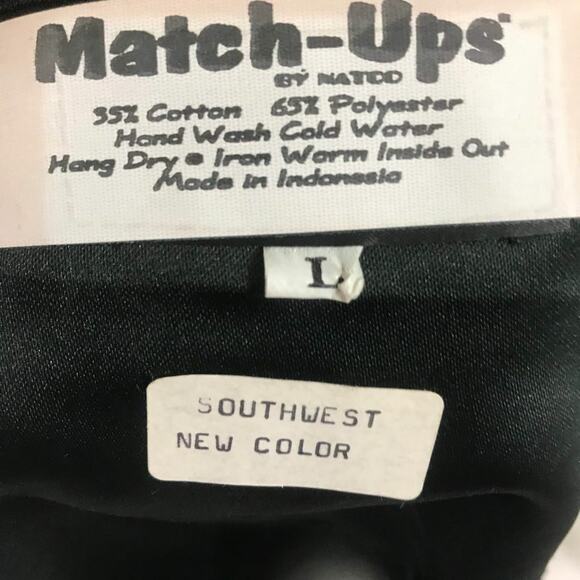 Match-Ups
BY NATCO
35% Cotton 65% Polyester
Hand Wash Cold Water
Hang Dry • Iron Warm Inside Out
Made in Indonesia
L
SOUTHWEST
NEW COLOR